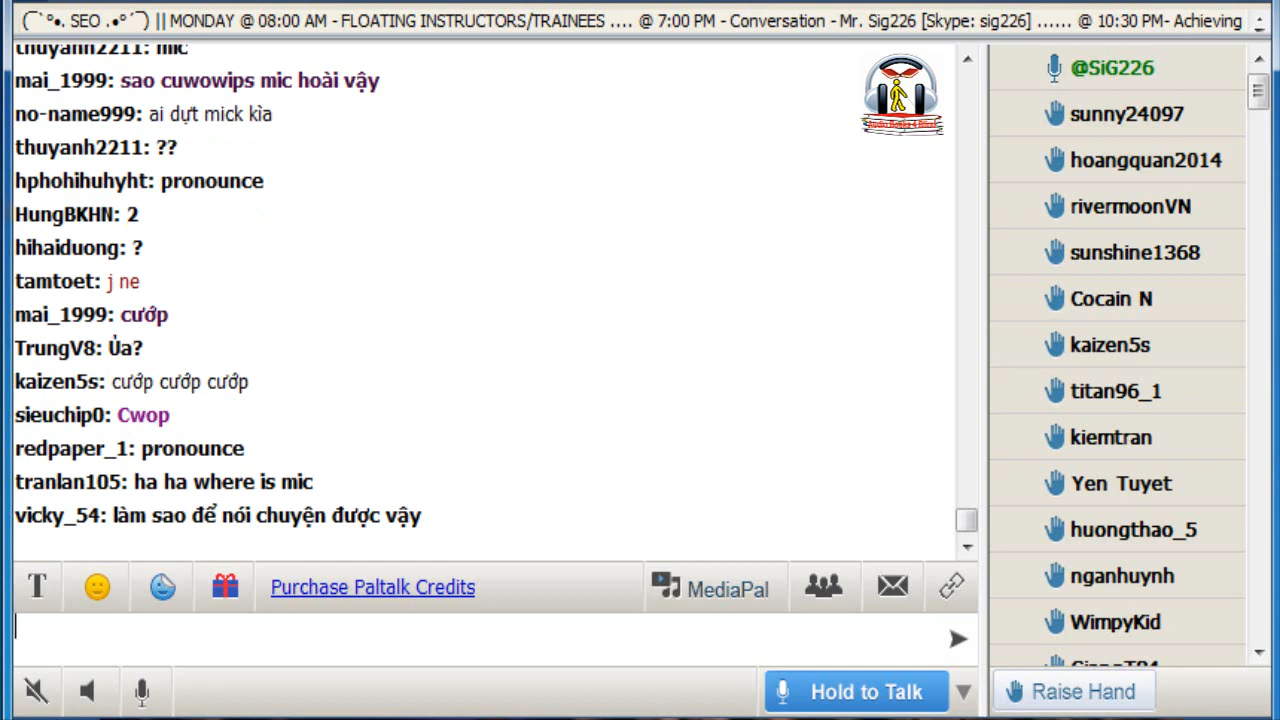 (¯`°•. SEO .•°´¯) || MONDAY @ 08:00 AM - FLOATING INSTRUCTORS/TRAINEES .... @ 7:00 PM - Conversation - Mr. Sig226 [Skype: sig226] ...... @ 10:30 PM- Achieving
thuyanh2211: mic
mai_1999: sao cuwowips mic hoài vậy
no-name999: ai dựt mick kìa
thuyanh2211: ??
hphohihuhyht: pronounce
HungBKHN: 2
hihaiduong: ?
tamtoet: j ne
mai_1999: cướp
TrungV8: Ủa?
kaizen5s: cướp cướp cướp
sieuchip0: Cwop
redpaper_1: pronounce
tranlan105: ha ha where is mic
vicky_54: làm sao để nói chuyện được vậy
T
Purchase Paltalk Credits
MediaPal
Hold to Talk
@SiG226
sunny24097
hoangquan2014
rivermoonVN
sunshine1368
Cocain N
kaizen5s
titan96_1
kiemtran
Yen Tuyet
huongthao_5
nganhuynh
WimpyKid
Raise Hand